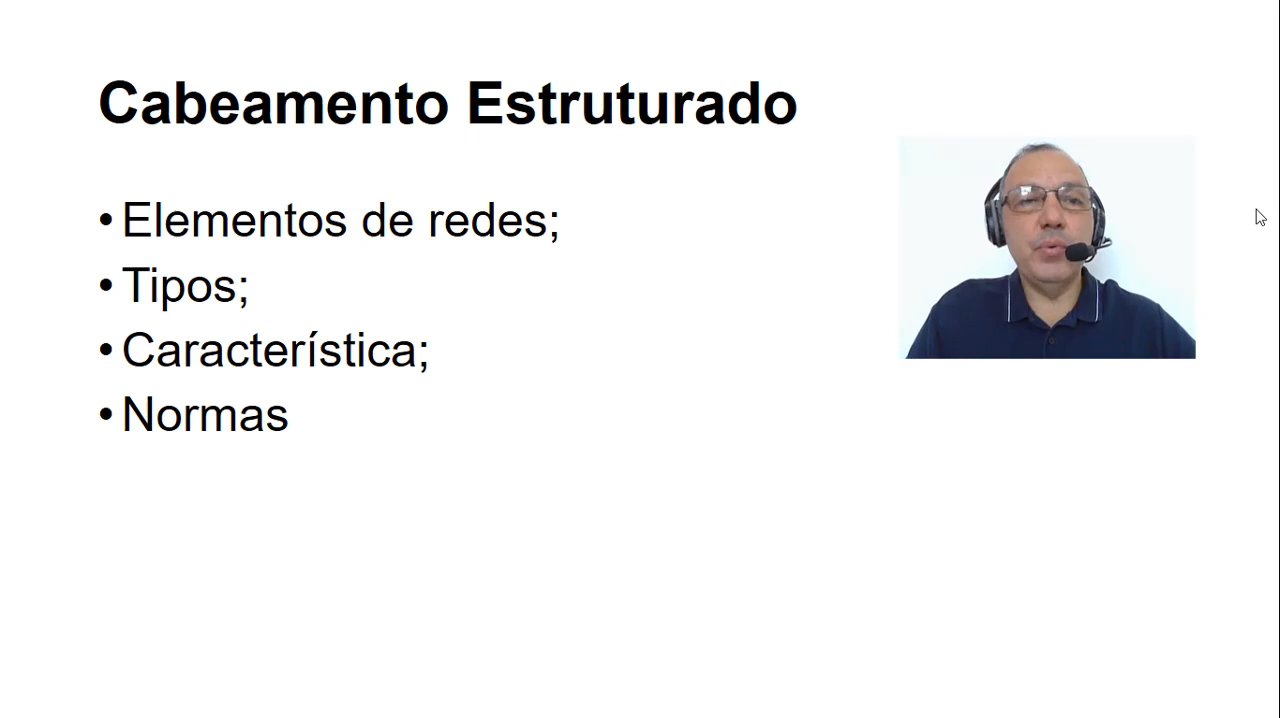 Cabeamento Estruturado
• Elementos de redes;
• Tipos;
• Característica;
• Normas